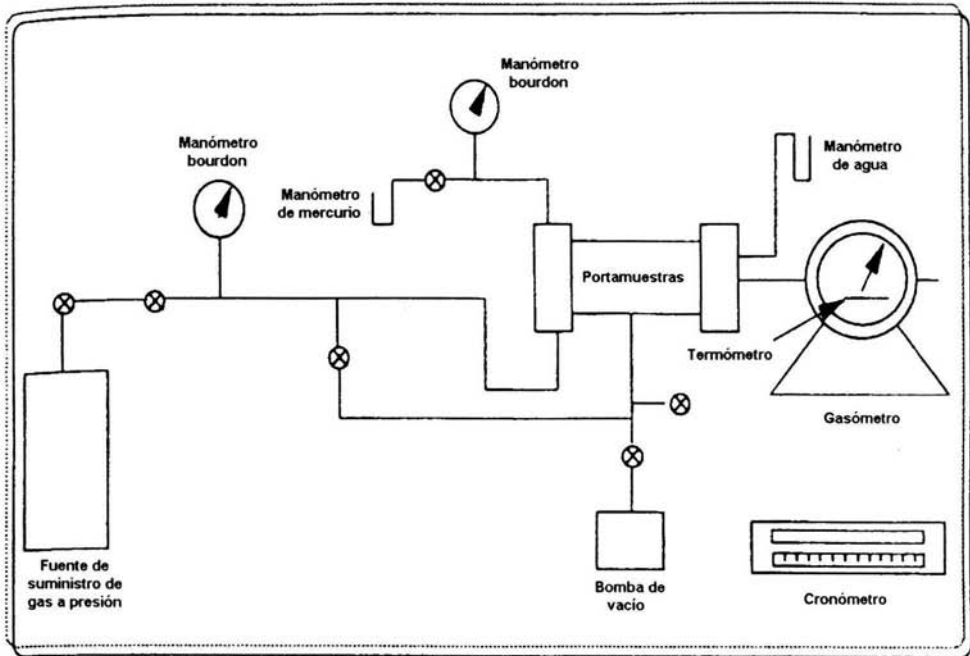 Manómetro
bourdon
Manómetro
bourdon
Manómetro
de agua
Manómetro
de mercurio
Portamuestras
Termómetro
Gasómetro
Fuente de
suministro de
gas a presión
Bomba de
vacío
Cronómetro